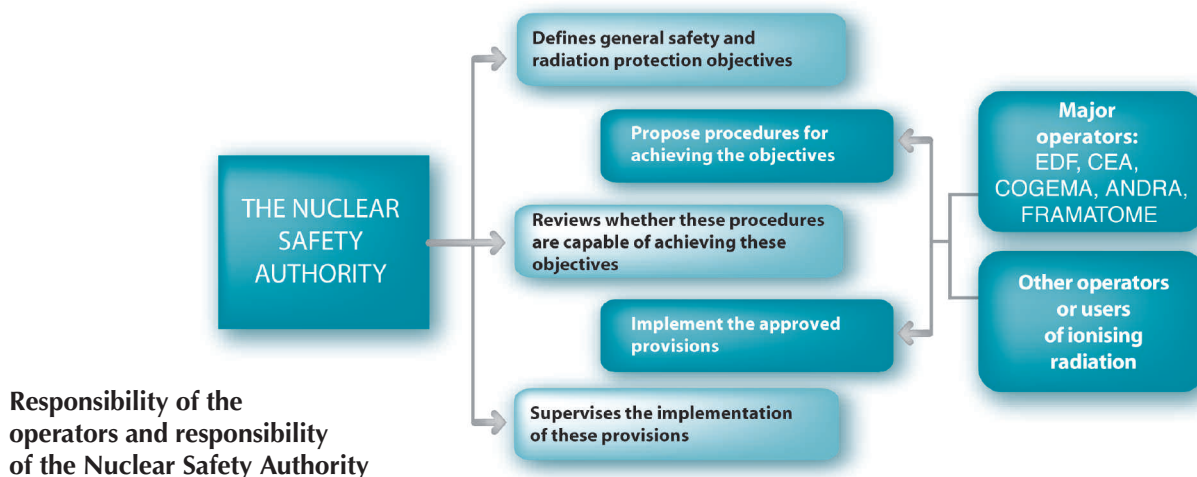 Defines general safety and
radiation protection objectives
Propose procedures for
achieving the objectives
Major
operators:
EDF, CEA,
COGEMA, ANDRA,
FRAMATOME
THE NUCLEAR
SAFETY
AUTHORITY
Reviews whether these procedures
are capable of achieving these
objectives
Implement the approved
provisions
Other operators
or users
of ionising
radiation
Supervises the implementation
of these provisions
Responsibility of the
operators and responsibility
of the Nuclear Safety Authority